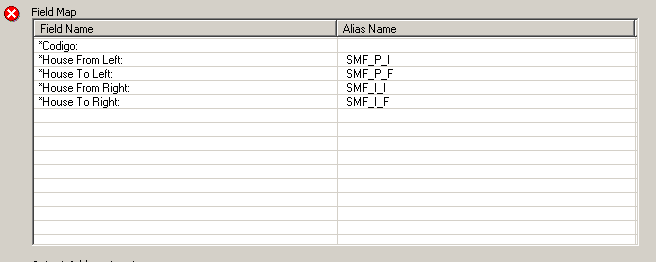 Field Map
Field Name Alias Name
*Codigo:
*House From Left: SMF_P_I
*House To Left: SMF_P_F
*House From Right: SMF_I_I
*House To Right: SMF_I_F